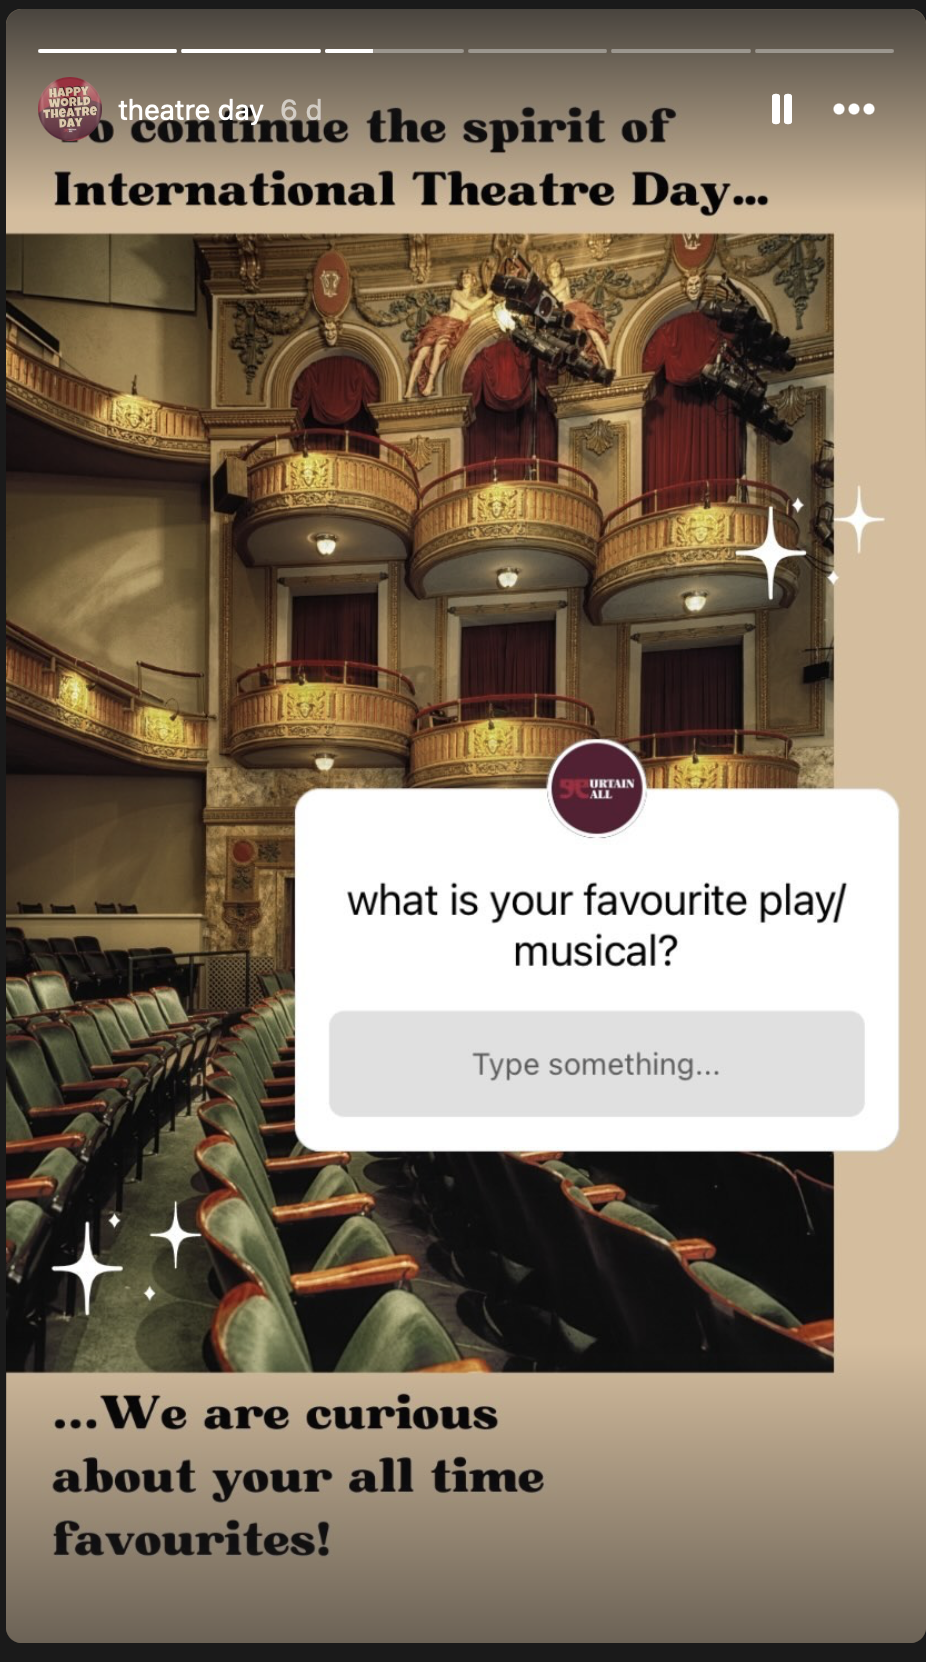 HAPPY
WORLD
THEATRE
DAY
theatre day 6 d
To continue the spirit of
International Theatre Day...
URTAIN
ALL
what is your favourite play/
musical?
Type something...
...We are curious
about your all time
favourites!